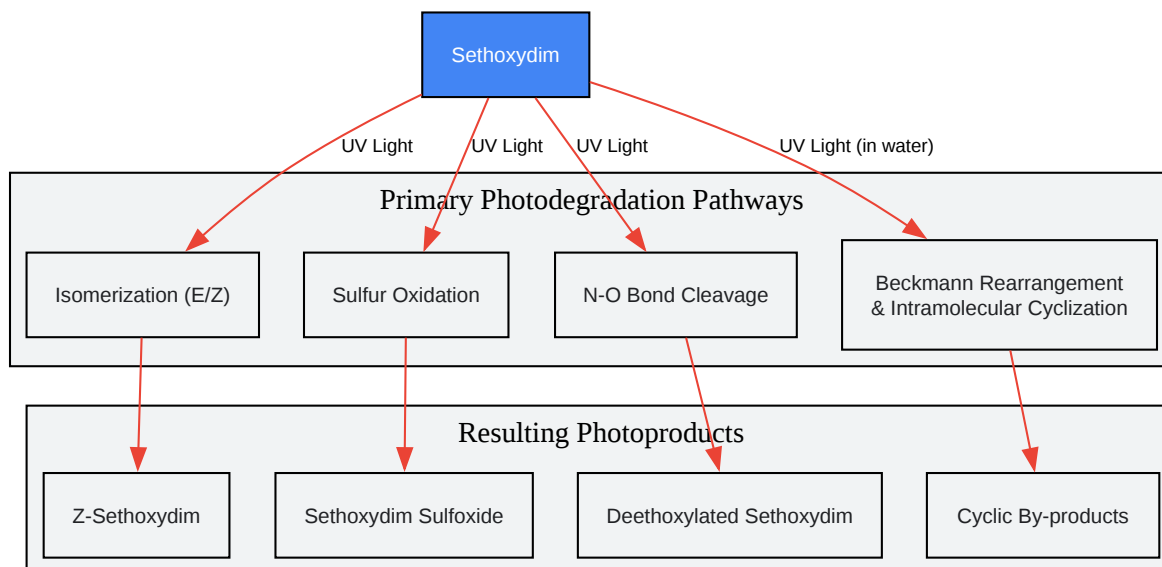 Sethoxydim
UV Light
UV Light
UV Light
UV Light (in water)
Primary Photodegradation Pathways
Isomerization (E/Z)
Sulfur Oxidation
N-O Bond Cleavage
Beckmann Rearrangement
& Intramolecular Cyclization
Resulting Photoproducts
Z-Sethoxydim
Sethoxydim Sulfoxide
Deethoxylated Sethoxydim
Cyclic By-products